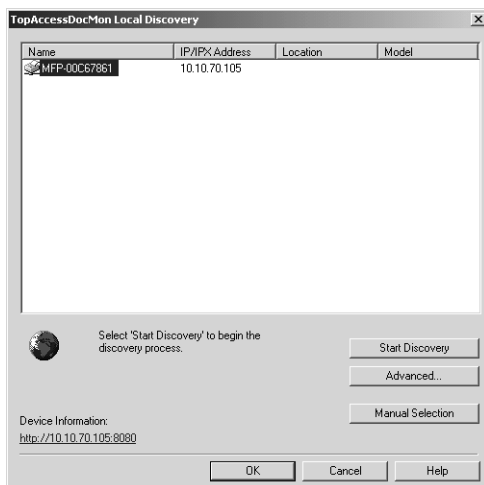 TopAccessDocMon Local Discovery
Name IP/IPX Address Location Model
MFP-00C67861 10.10.70.105
Select 'Start Discovery' to begin the
discovery process.
Start Discovery
Advanced...
Manual Selection
Device Information:
http://10.10.70.105:8080
OK Cancel Help